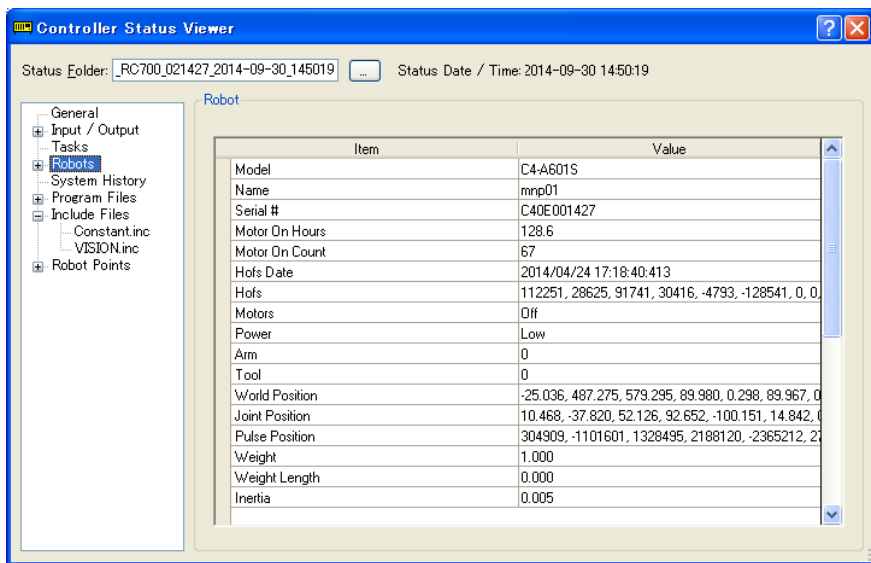 Controller Status Viewer
Status Folder: _RC700_021427_2014-09-30_145019 ... Status Date / Time: 2014-09-30 14:50:19
General
Input / Output
Tasks
Robots
System History
Program Files
Include Files
Constant.inc
VISION.inc
Robot Points
Robot
Item Value
Model C4-A601S
Name mnp01
Serial # C40E001427
Motor On Hours 128.6
Motor On Count 67
Hofs Date 2014/04/24 17:18:40:413
Hofs 112251, 28625, 91741, 30416, -4793, -128541, 0, 0,
Motors Off
Power Low
Arm 0
Tool 0
World Position -25.036, 487.275, 579.295, 89.980, 0.298, 89.967, 0
Joint Position 10.468, -37.820, 52.126, 92.652, -100.151, 14.842,
Pulse Position 304909, -1101601, 1328495, 2188120, -2365212,
Weight 1.000
Weight Length 0.000
Inertia 0.005